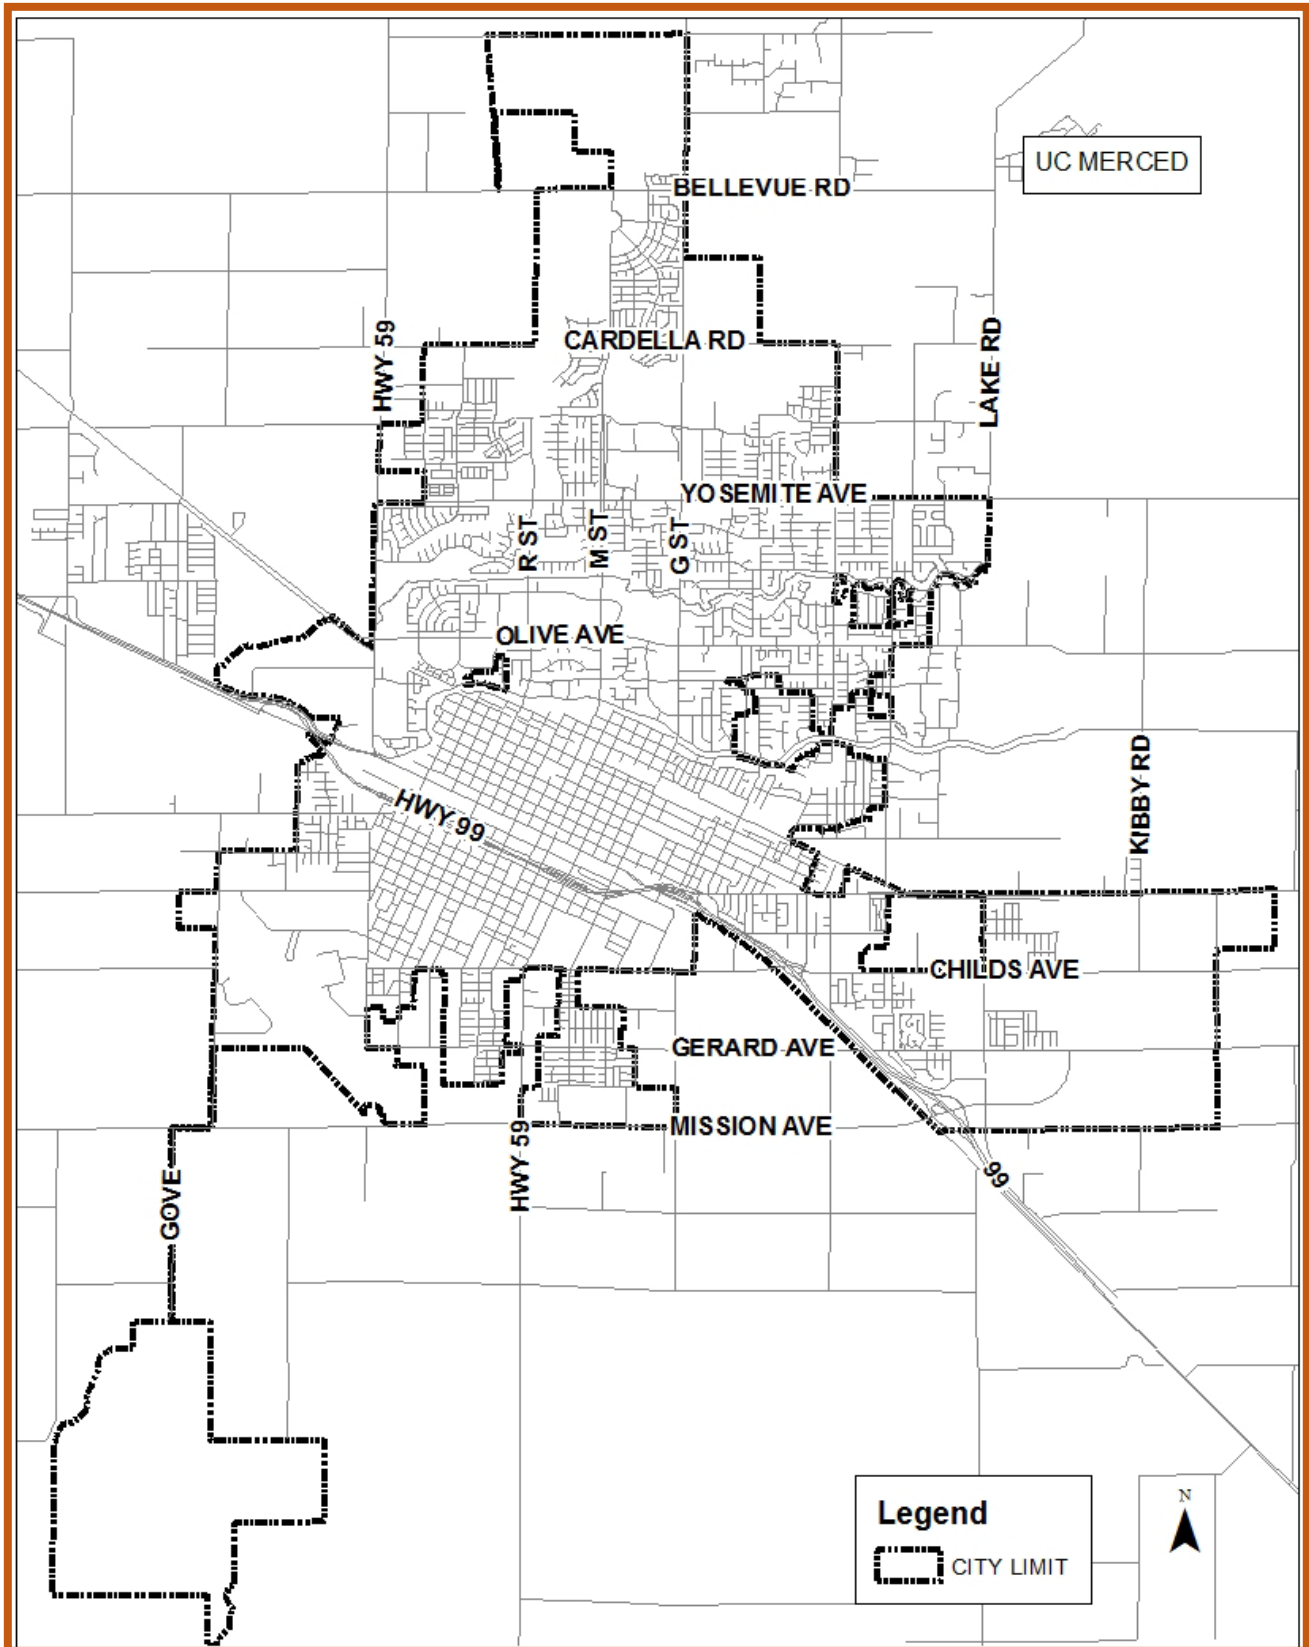 UC MERCED
BELLEVUE RD
CARDELLA RD
HWY 59
LAKE RD
YOSEMITE AVE
R ST
M ST
G ST
OLIVE AVE
KIBBY RD
HWY 99
CHILDS AVE
GERARD AVE
MISSION AVE
HWY 59
99
GOVE
Legend
CITY LIMIT
N